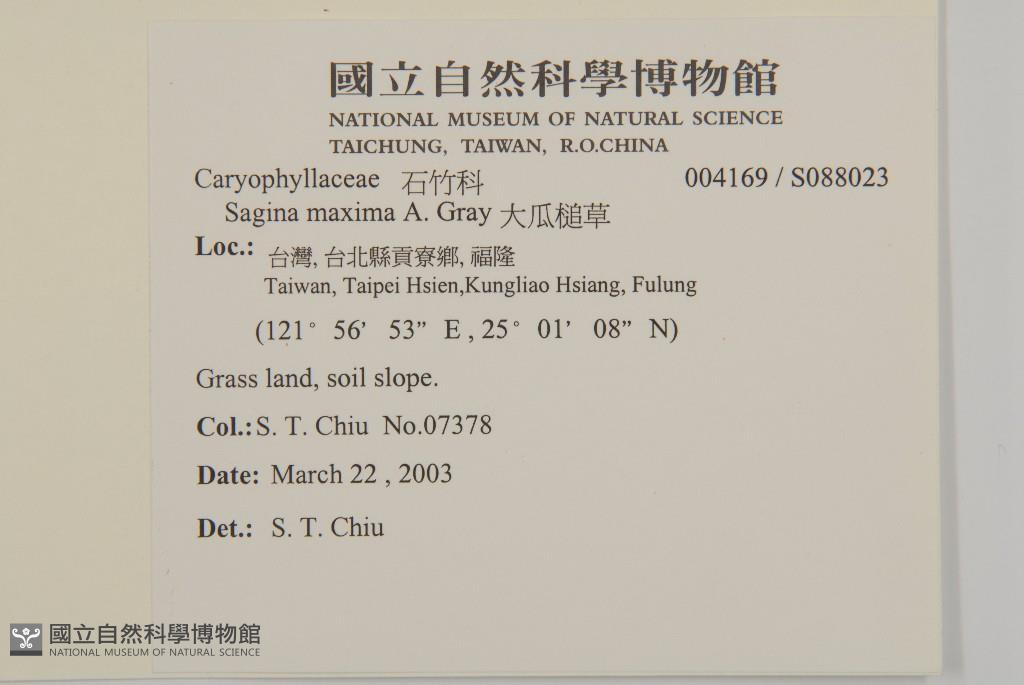 國立自然科學博物館
NATIONAL MUSEUM OF NATURAL SCIENCE
TAICHUNG, TAIWAN, R.O.CHINA
Caryophyllaceae 石竹科 004169 / S088023
Sagina maxima A. Gray 大瓜槌草
Loc.: 台灣, 台北縣貢寮鄉, 福隆
Taiwan, Taipei Hsien,Kungliao Hsiang, Fulung
(121° 56’ 53” E , 25° 01’ 08” N)
Grass land, soil slope.
Col.: S. T. Chiu No.07378
Date: March 22 , 2003
Det.: S. T. Chiu
國立自然科學博物館
NATIONAL MUSEUM OF NATURAL SCIENCE